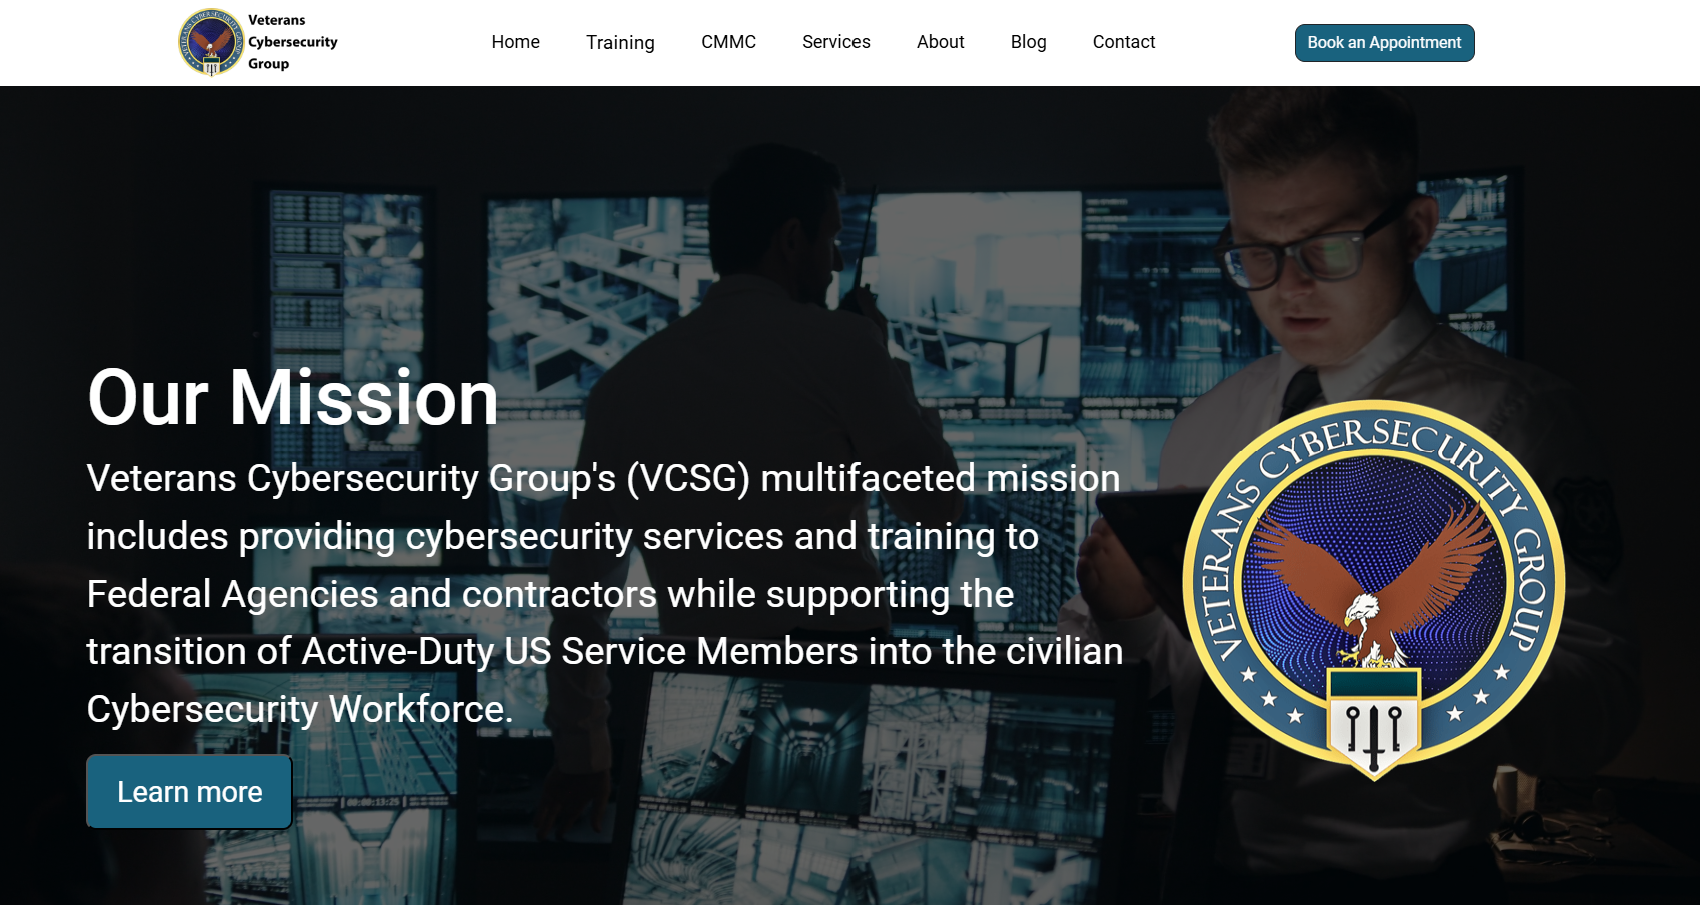 Veterans
Cybersecurity
Group
Home Training CMMC Services About Blog Contact
Book an Appointment
Our Mission
Veterans Cybersecurity Group's (VCSG) multifaceted mission
includes providing cybersecurity services and training to
Federal Agencies and contractors while supporting the
transition of Active-Duty US Service Members into the civilian
Cybersecurity Workforce.
Learn more
VETERANS CYBERSECURITY GROUP